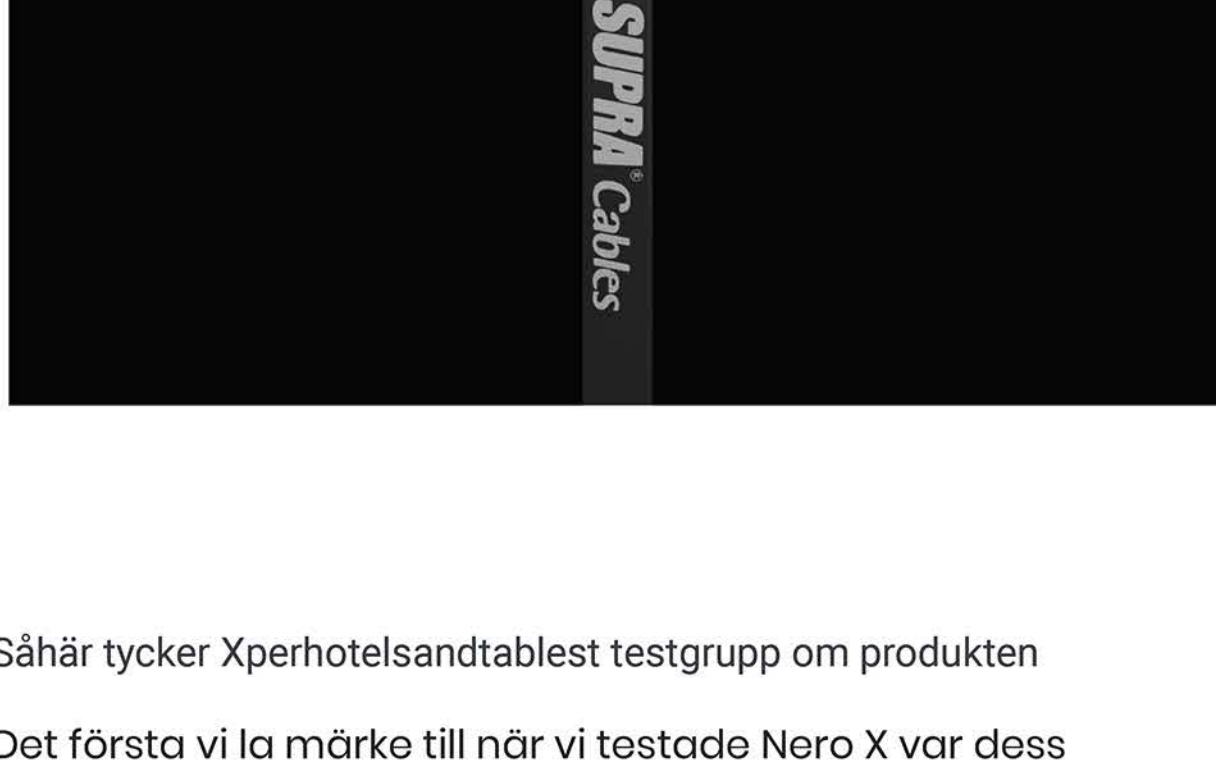 SUPRA® Cables
Såhär tycker Xperhotelsandtablest testgrupp om produkten
Det första vi la märke till när vi testade Nero X var dess